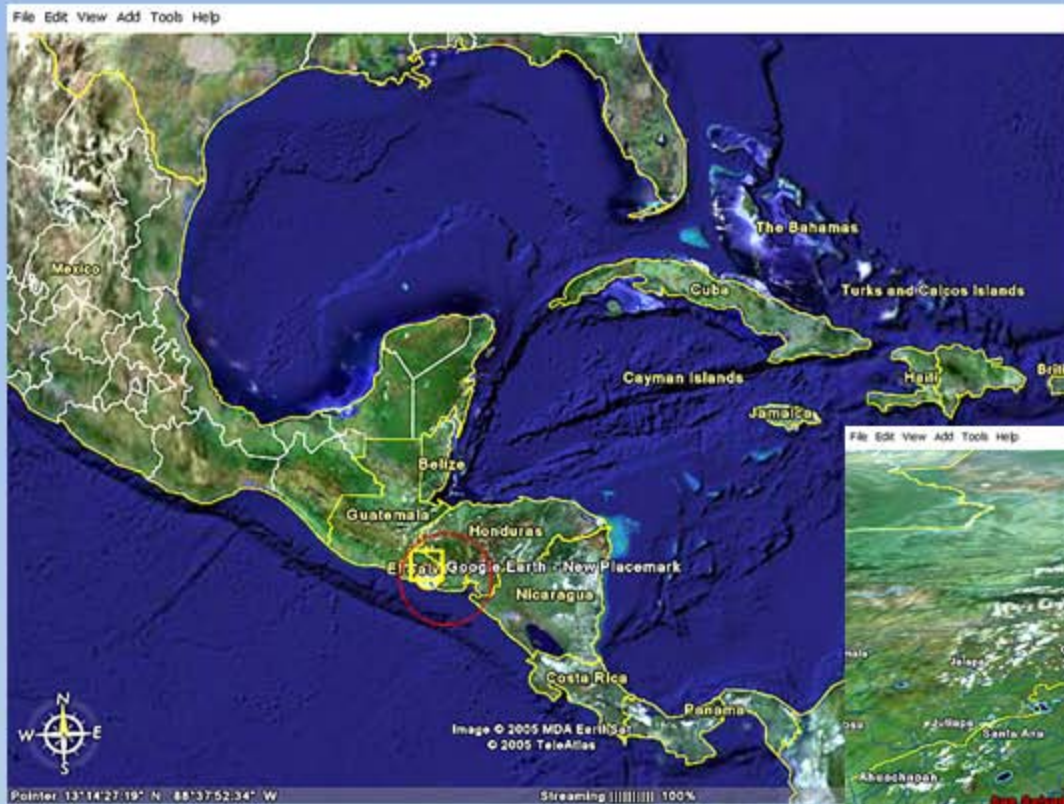 File Edit View Add Tools Help
The Bahamas
Mexico
Cuba
Turks and Caicos Islands
Cayman Islands
Haiti
Jamaica
Belize
Guatemala
Honduras
Google Earth - New Placemark
Nicaragua
Costa Rica
Panama
Image © 2005 MDA EarthSat
© 2005 TeleAtlas
N
W E
S
Pointer 13°14'27.19" N 88°37'52.34" W Streaming |||||||||| 100%
File Edit View Add Tools Help
Jalapa
Jutiapa
Santa Ana
Ahuachapan